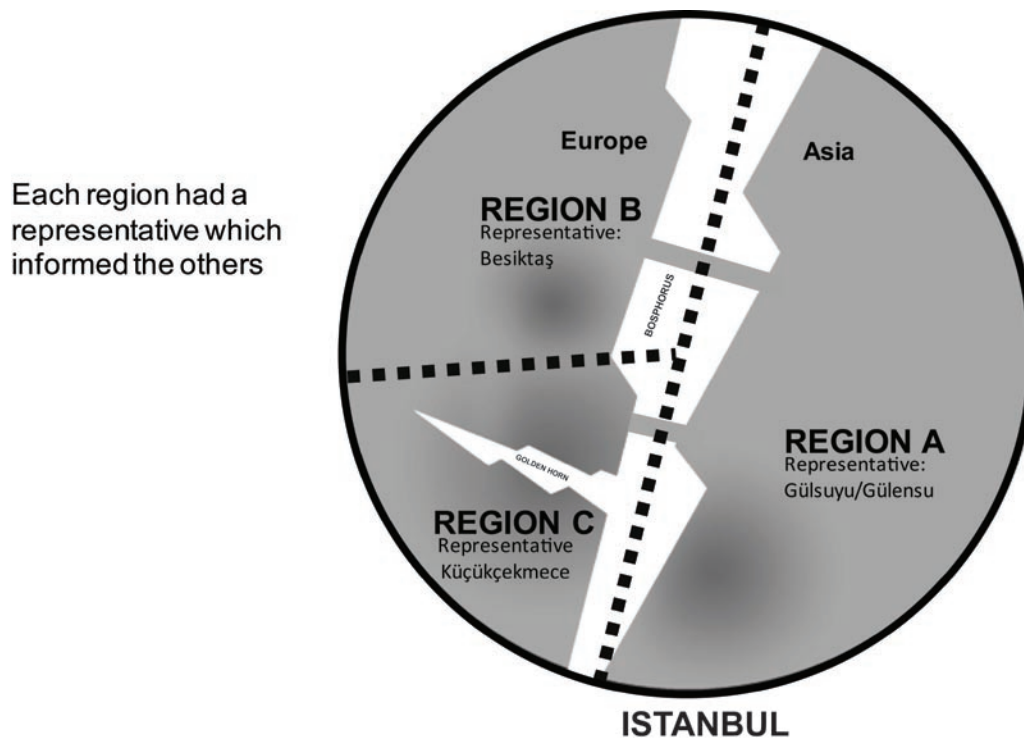 Each region had a
representative which
informed the others
Europe
Asia
REGION B
Representative:
Besiktaş
BOSPHORUS
REGION A
Representative:
Gülsuyu/Gülensu
GOLDEN HORN
REGION C
Representative
Küçükçekmece
ISTANBUL